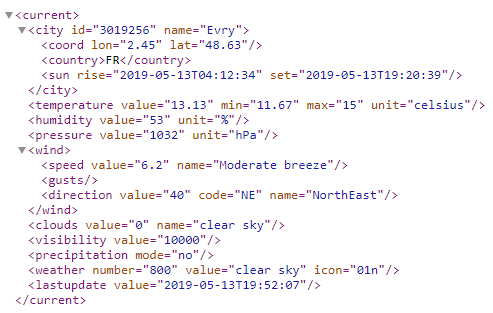 <current>
<city id="3019256" name="Evry">
<coord lon="2.45" lat="48.63"/>
<country>FR</country>
<sun rise="2019-05-13T04:12:34" set="2019-05-13T19:20:39"/>
</city>
<temperature value="13.13" min="11.67" max="15" unit="celsius"/>
<humidity value="53" unit="%"/>
<pressure value="1032" unit="hPa"/>
<wind>
<speed value="6.2" name="Moderate breeze"/>
<gusts/>
<direction value="40" code="NE" name="NorthEast"/>
</wind>
<clouds value="0" name="clear sky"/>
<visibility value="10000"/>
<precipitation mode="no"/>
<weather number="800" value="clear sky" icon="01n"/>
<lastupdate value="2019-05-13T19:52:07"/>
</current>